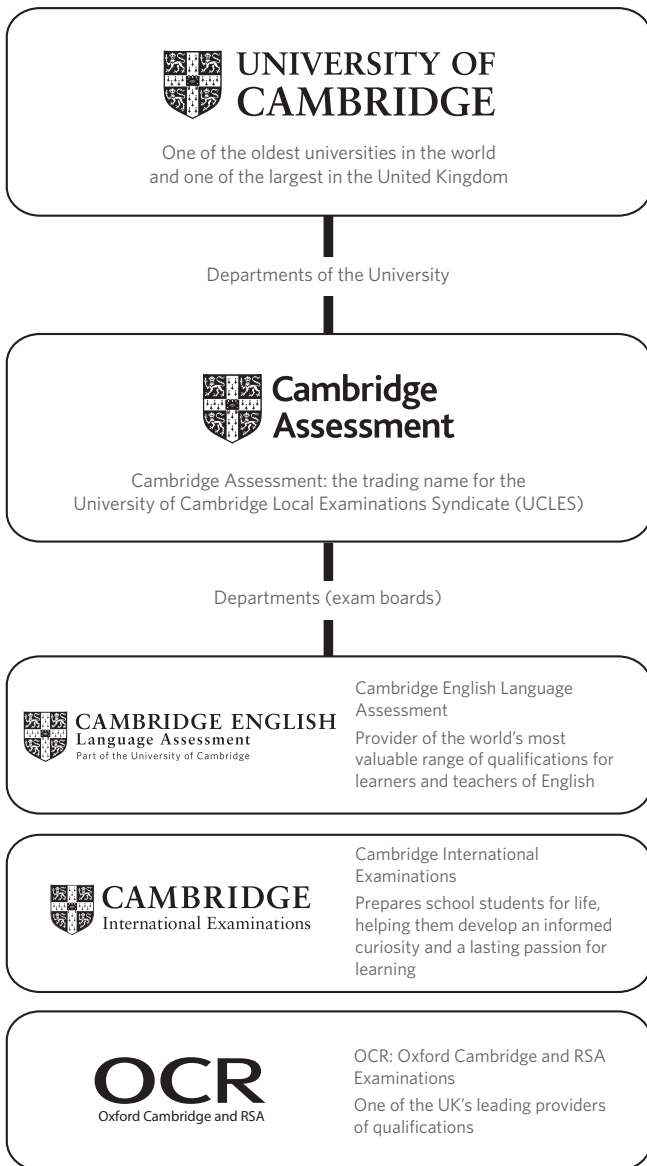 UNIVERSITY OF
CAMBRIDGE
One of the oldest universities in the world
and one of the largest in the United Kingdom
Departments of the University
Cambridge
Assessment
Cambridge Assessment: the trading name for the
University of Cambridge Local Examinations Syndicate (UCLES)
Departments (exam boards)
CAMBRIDGE ENGLISH
Language Assessment
Part of the University of Cambridge
Cambridge English Language
Assessment
Provider of the world's most
valuable range of qualifications for
learners and teachers of English
CAMBRIDGE
International Examinations
Cambridge International
Examinations
Prepares school students for life,
helping them develop an informed
curiosity and a lasting passion for
learning
OCR
Oxford Cambridge and RSA
OCR: Oxford Cambridge and RSA
Examinations
One of the UK's leading providers
of qualifications